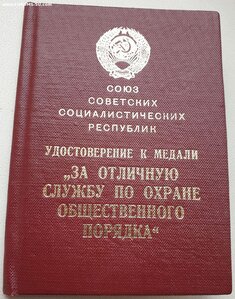 СОЮЗ
СОВЕТСКИХ
СОЦИАЛИСТИЧЕСКИХ
РЕСПУБЛИК
УДОСТОВЕРЕНИЕ К МЕДАЛИ
„ЗА ОТЛИЧНУЮ
СЛУЖБУ ПО ОХРАНЕ
ОБЩЕСТВЕННОГО
ПОРЯДКА“